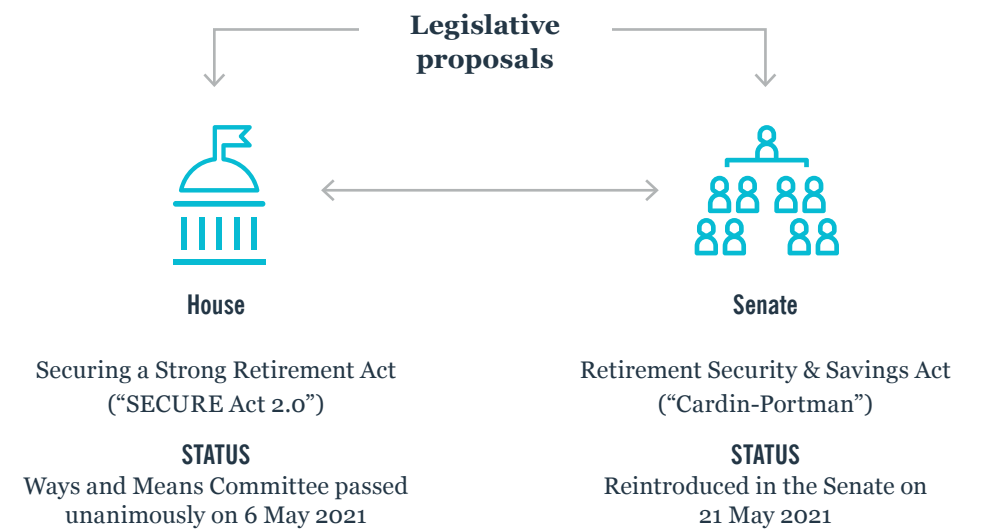 Legislative
proposals
House
Securing a Strong Retirement Act
(“SECURE Act 2.0”)
STATUS
Ways and Means Committee passed
unanimously on 6 May 2021
Senate
Retirement Security & Savings Act
(“Cardin-Portman”)
STATUS
Reintroduced in the Senate on
21 May 2021